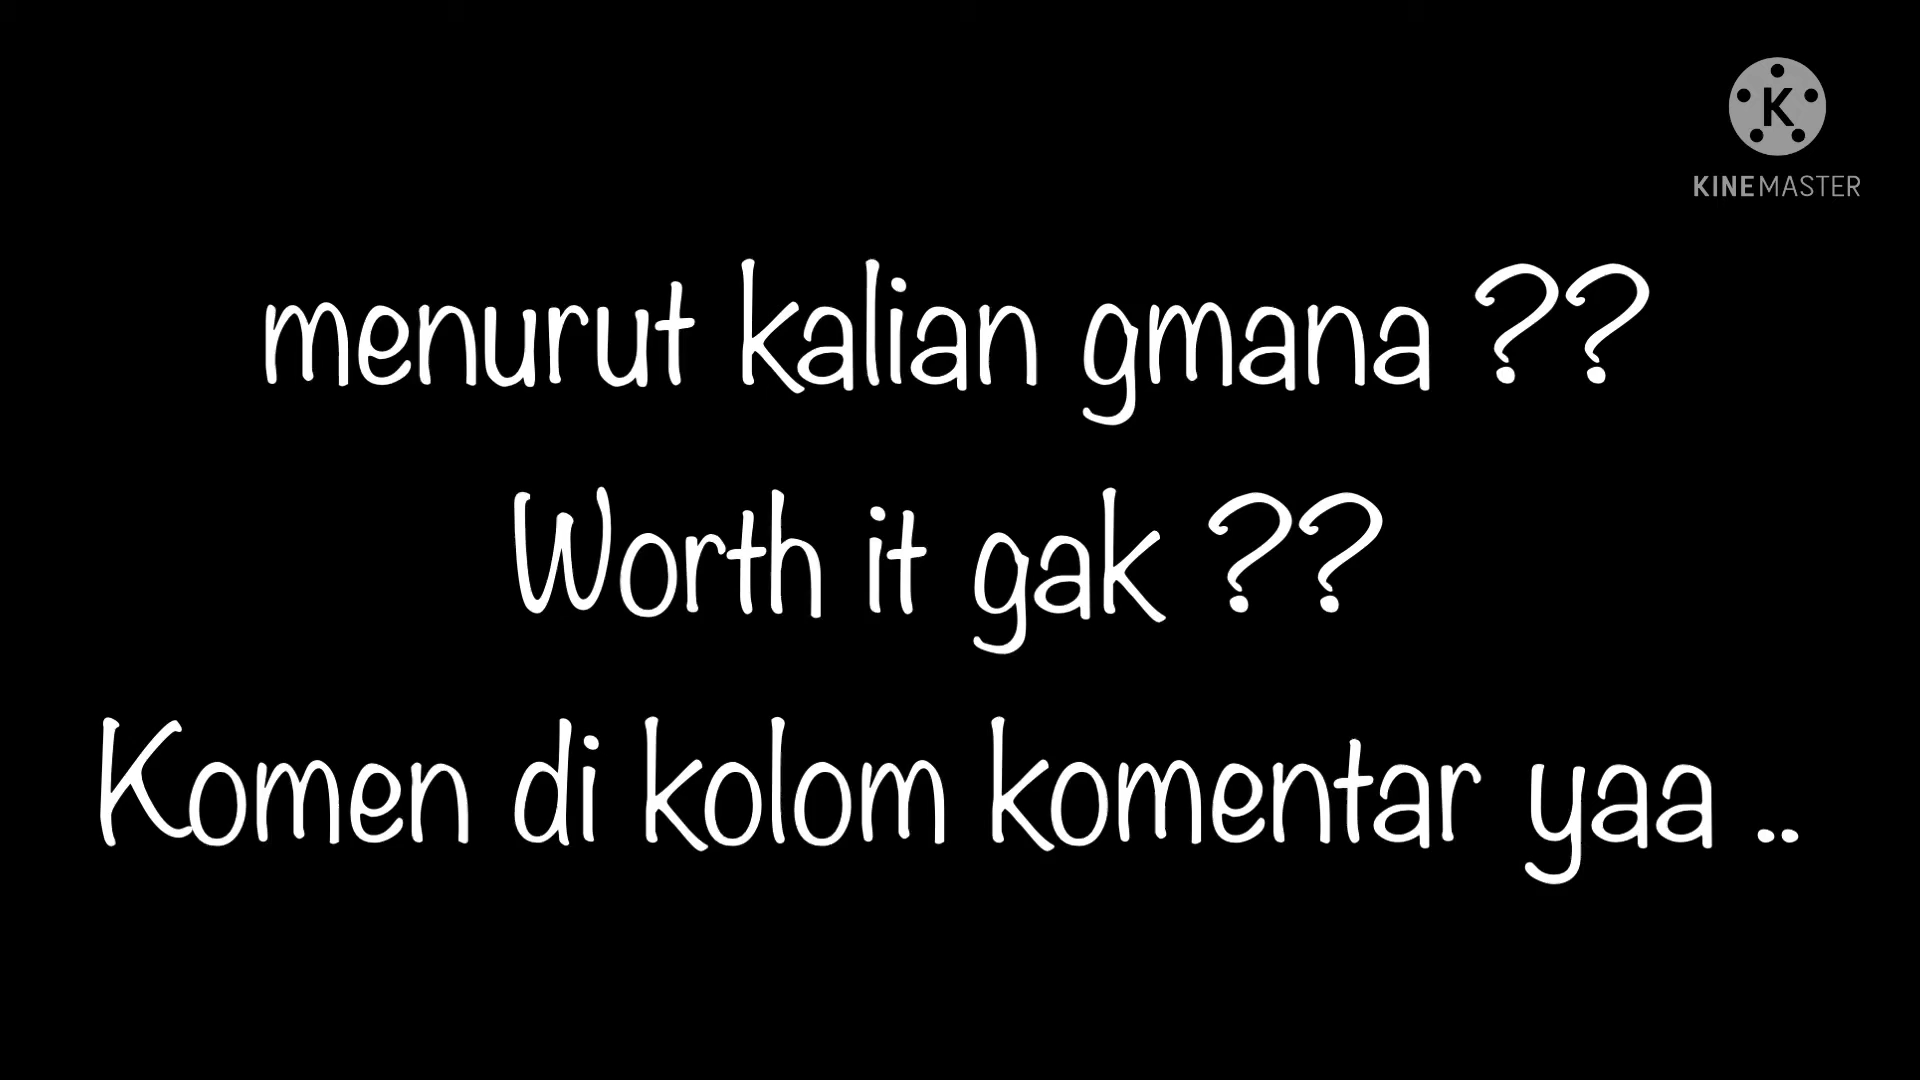 K
KINEMASTER
menurut kalian gmana ??
Worth it gak ??
Komen di kolom komentar yaa ..